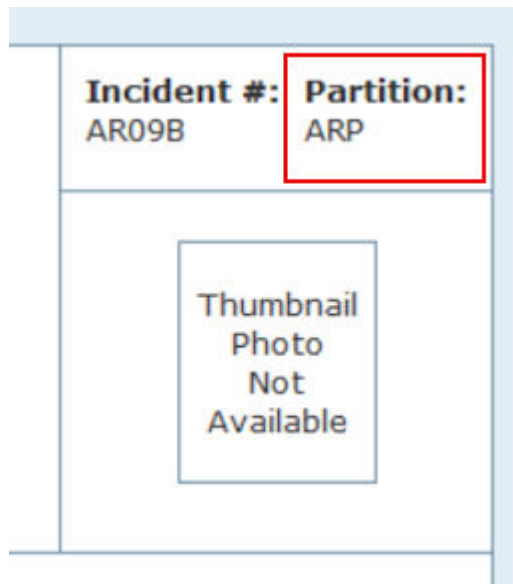 Incident #: Partition:
AR09B ARP
Thumbnail
Photo
Not
Available